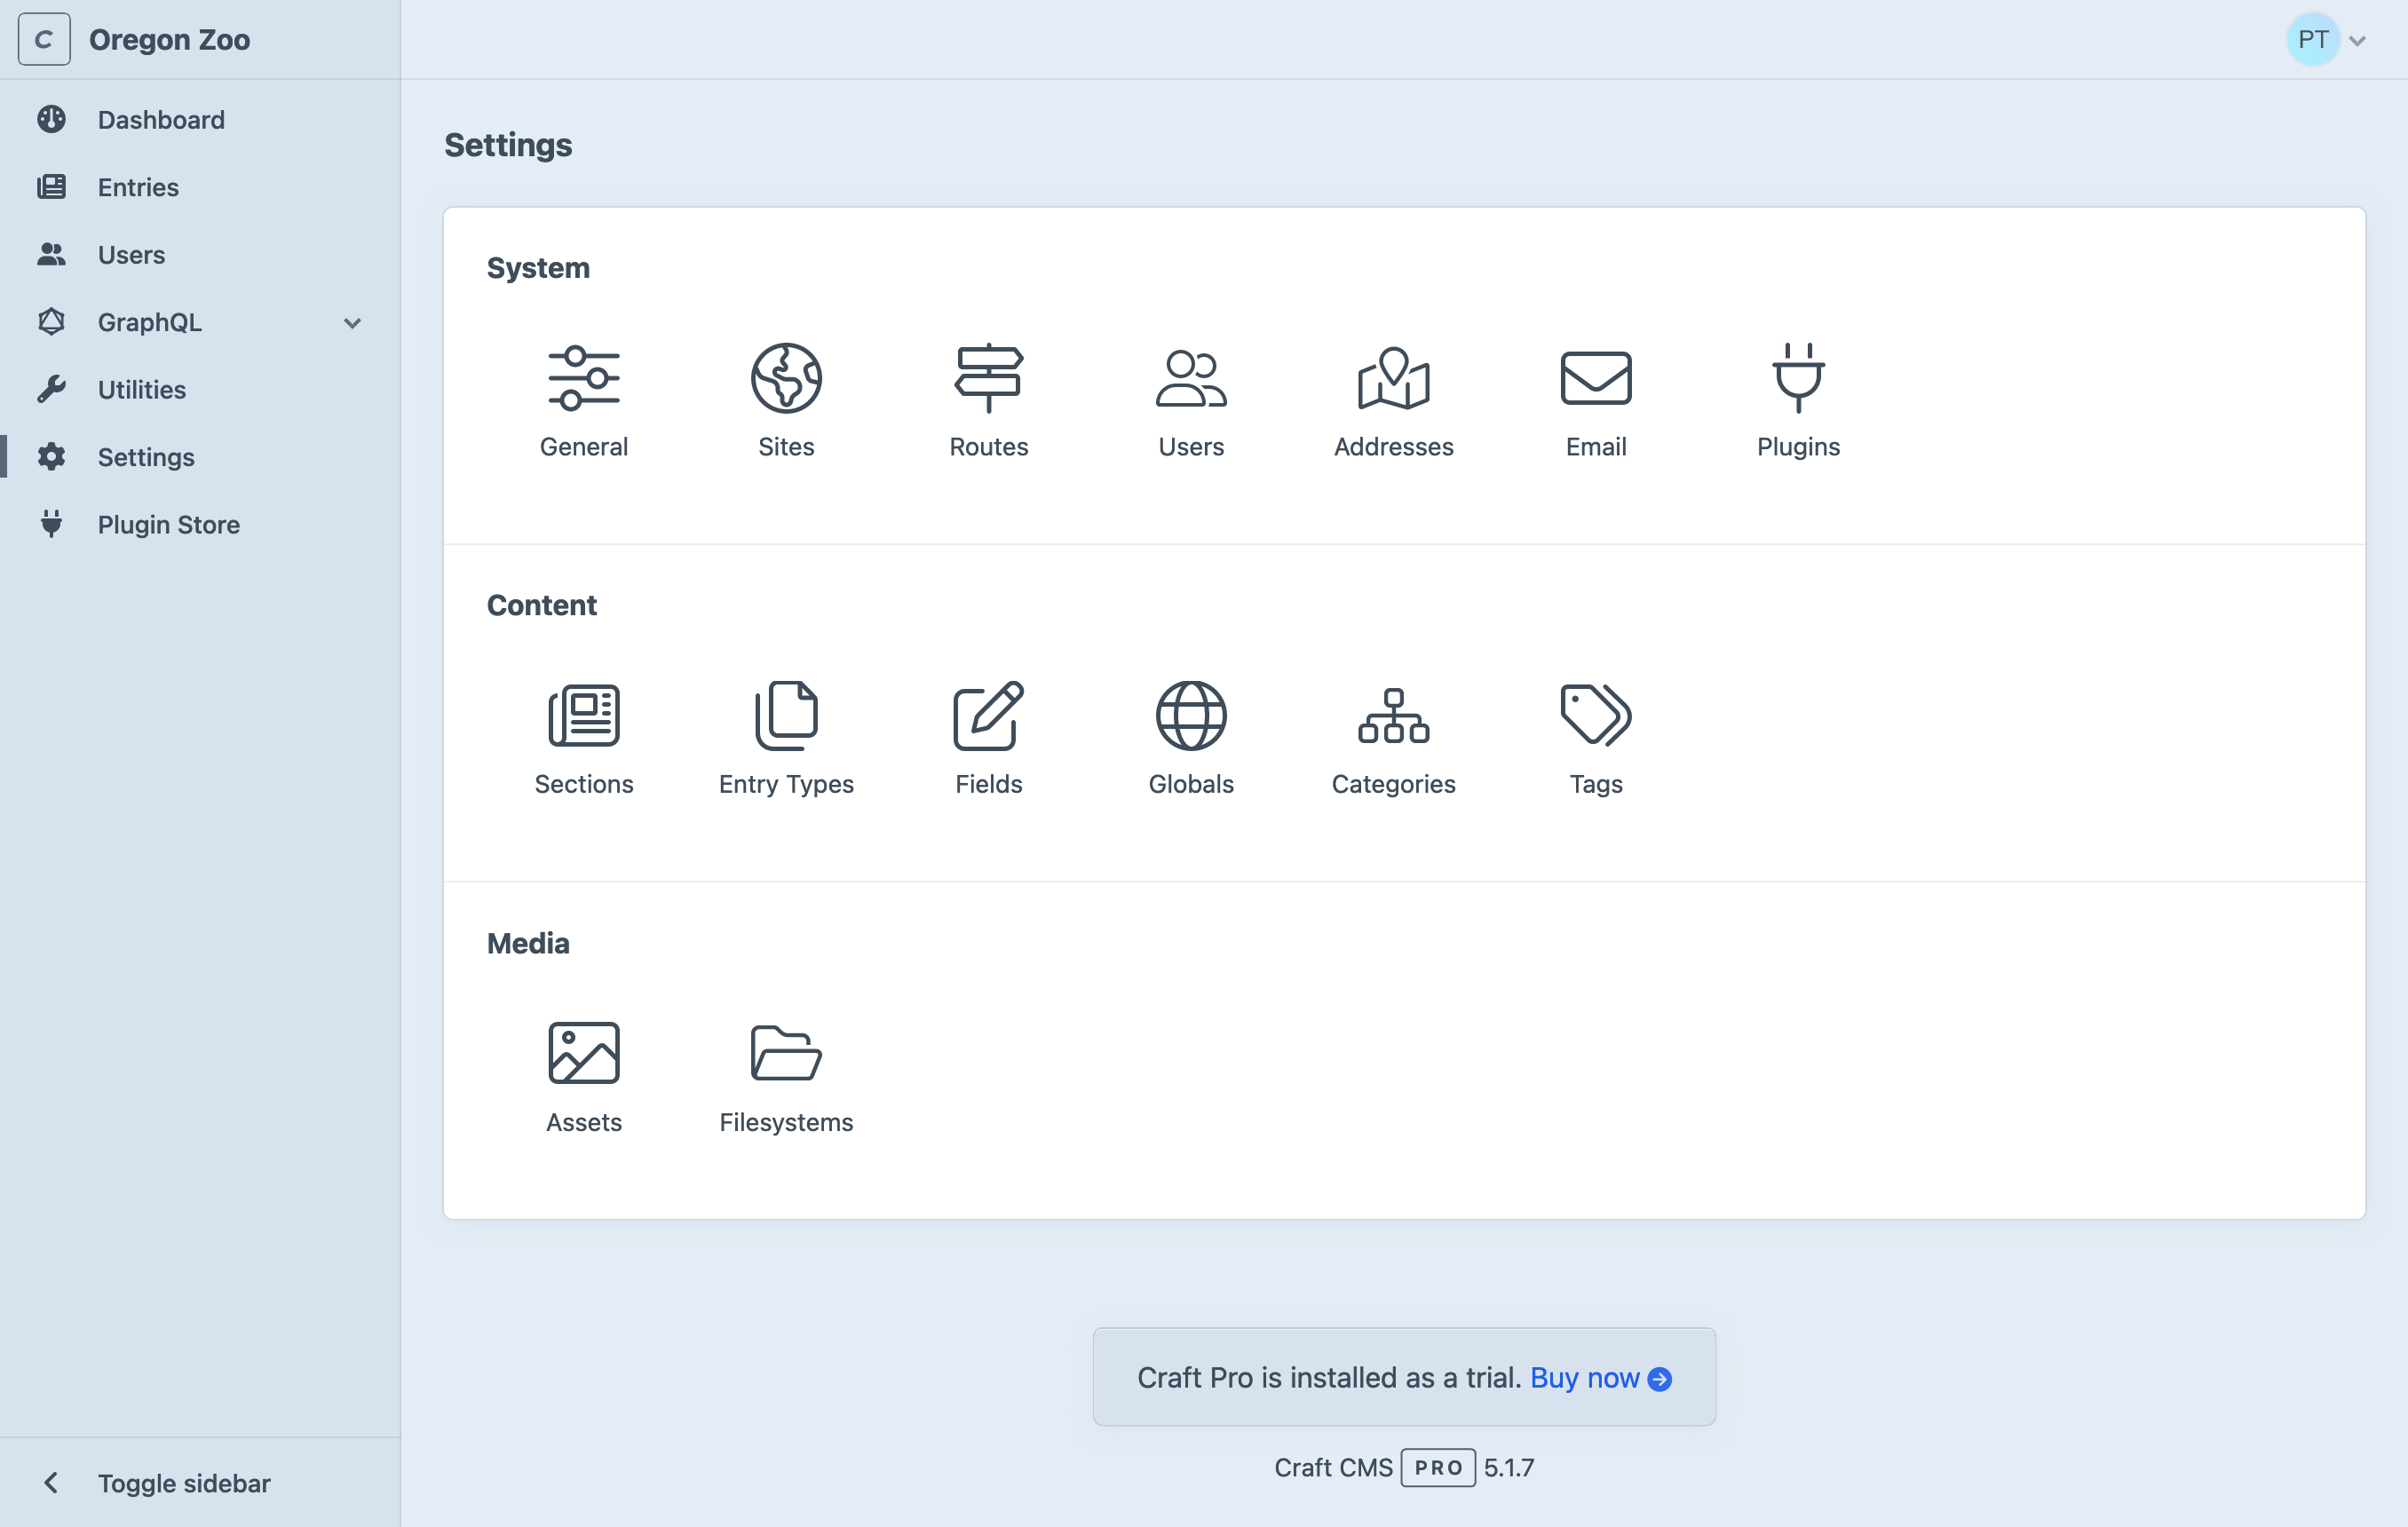 C Oregon Zoo
PT
Dashboard
Entries
Users
GraphQL
Utilities
Settings
Plugin Store
Toggle sidebar
Settings
System
General Sites Routes Users Addresses Email Plugins
Content
Sections Entry Types Fields Globals Categories Tags
Media
Assets Filesystems
Craft Pro is installed as a trial. Buy now
Craft CMS PRO 5.1.7